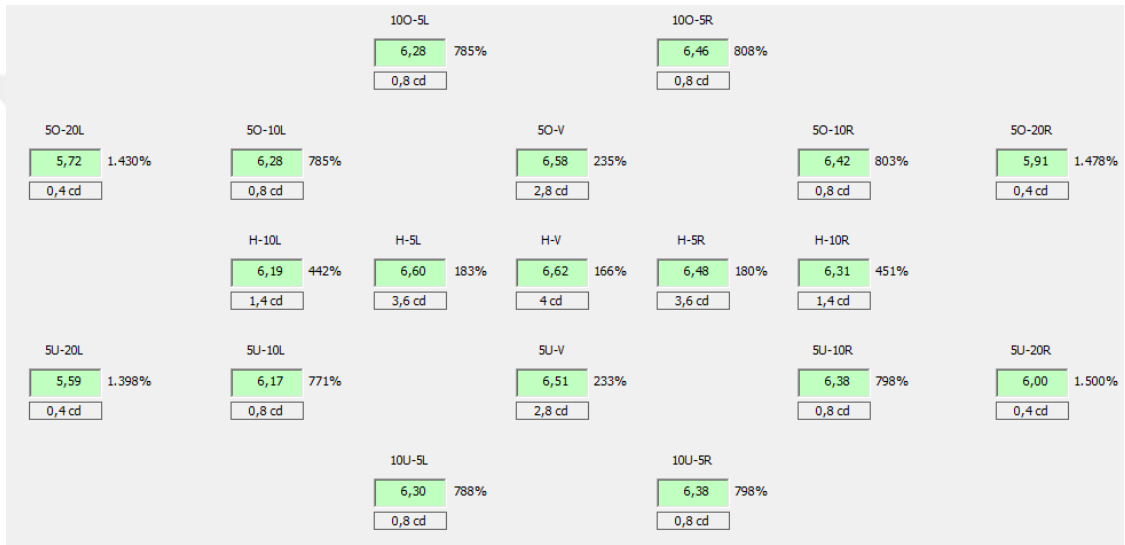 10O-5L 10O-5R
6,28 785% 6,46 808%
0,8 cd 0,8 cd
5O-20L 5O-10L 5O-V 5O-10R 5O-20R
5,72 1.430% 6,28 785% 6,58 235% 6,42 803% 5,91 1.478%
0,4 cd 0,8 cd 2,8 cd 0,8 cd 0,4 cd
H-10L H-5L H-V H-5R H-10R
6,19 442% 6,60 183% 6,62 166% 6,48 180% 6,31 451%
1,4 cd 3,6 cd 4 cd 3,6 cd 1,4 cd
5U-20L 5U-10L 5U-V 5U-10R 5U-20R
5,59 1.398% 6,17 771% 6,51 233% 6,38 798% 6,00 1.500%
0,4 cd 0,8 cd 2,8 cd 0,8 cd 0,4 cd
10U-5L 10U-5R
6,30 788% 6,38 798%
0,8 cd 0,8 cd